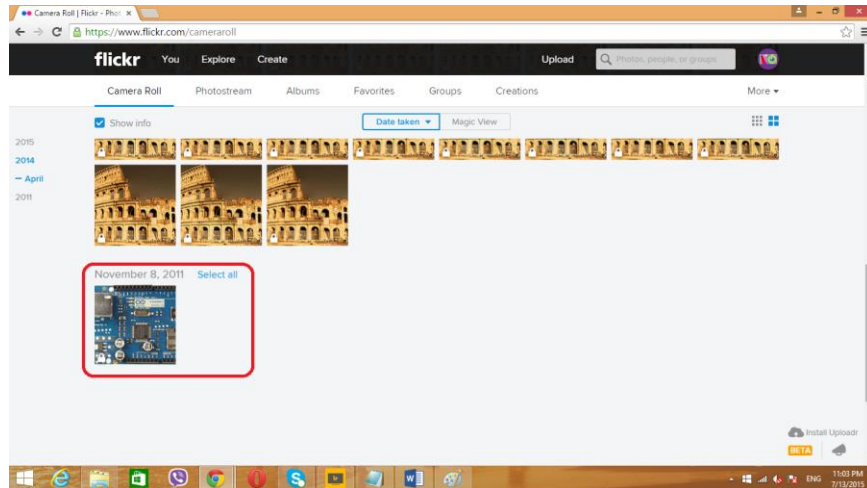 Camera Roll | Flickr - Phot
https://www.flickr.com/cameraroll
flickr You Explore Create Upload Photos, people, or groups
Camera Roll Photostream Albums Favorites Groups Creations More
Show info Date taken Magic View
2015
2014
April
2011
November 8, 2011 Select all
Install Uploadr
BETA
ENG 11:03 PM
7/13/2015